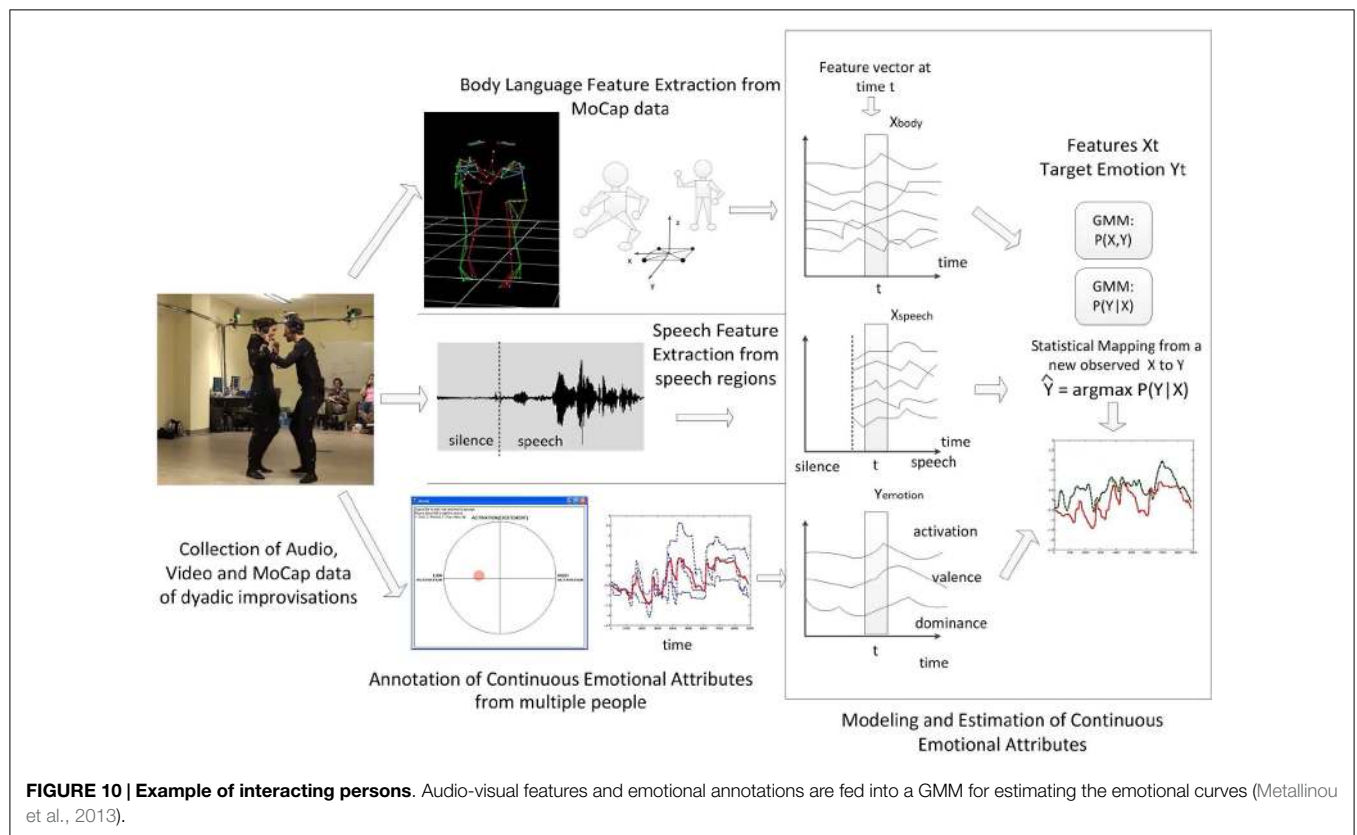 Body Language Feature Extraction from
MoCap data
z
X
Y
Speech Feature
Extraction from
speech regions
silence
speech
Collection of Audio,
Video and MoCap data
of dyadic improvisations
time
Annotation of Continuous Emotional Attributes
from multiple people
Feature vector at
time t
Xbody
time
t
Xspeech
time
silence
t
speech
Yemotion
activation
valence
dominance
t
time
Features Xt
Target Emotion Yt
GMM:
P(X,Y)
GMM:
P(Y|X)
Statistical Mapping from a
new observed X to Y
Ŷ = argmax P(Y|X)
Modeling and Estimation of Continuous
Emotional Attributes
FIGURE 10 | Example of interacting persons. Audio-visual features and emotional annotations are fed into a GMM for estimating the emotional curves (Metallinou
et al., 2013).